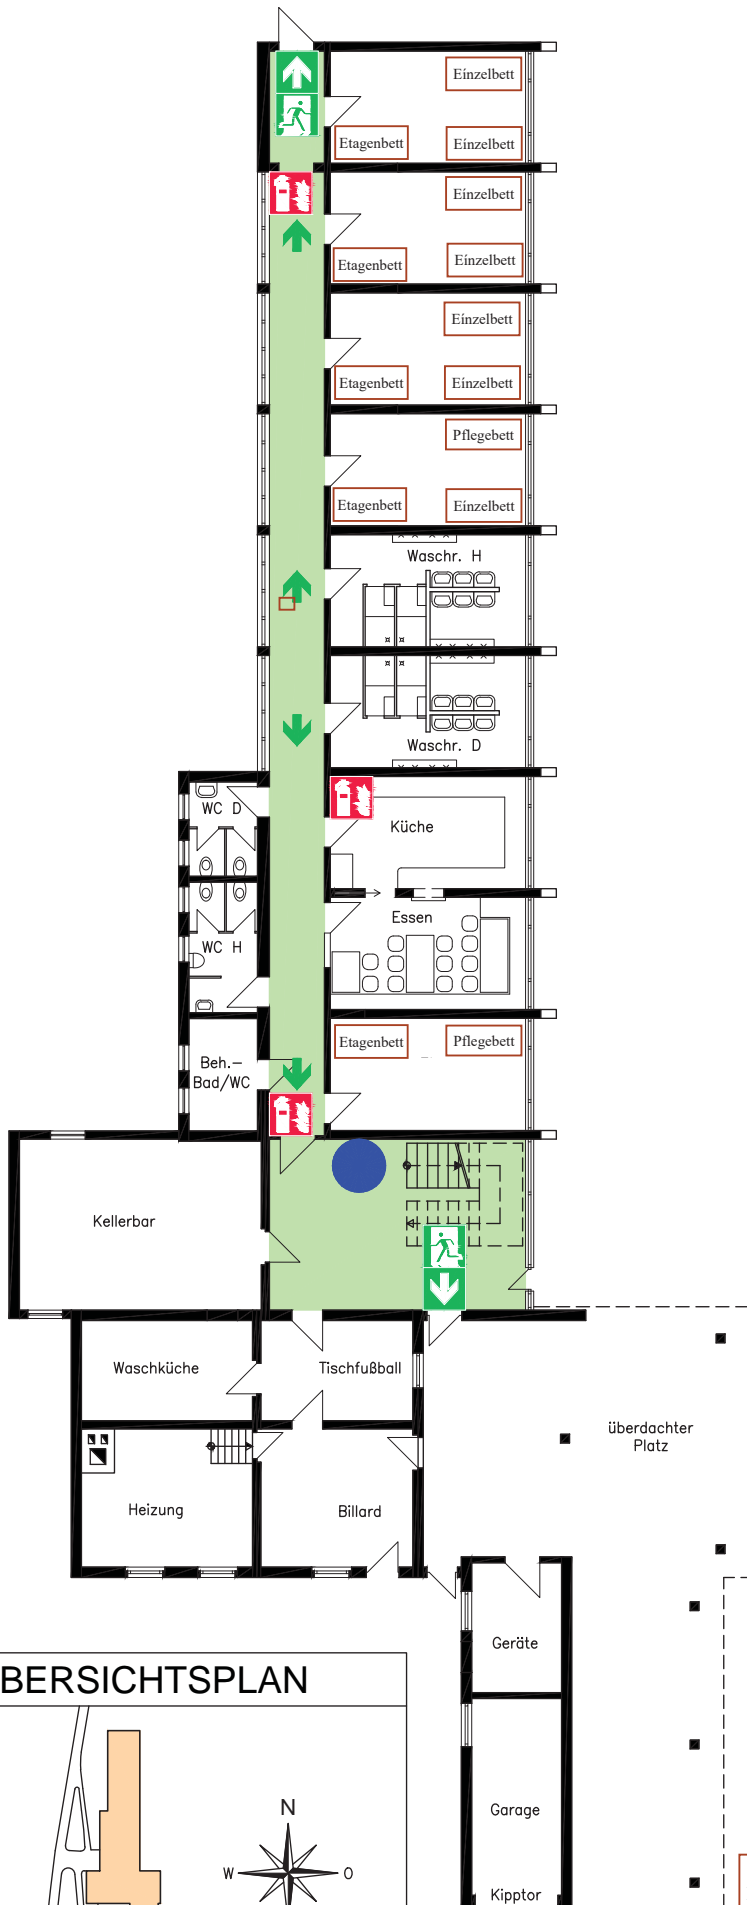 Einzelbett
Etagenbett
Einzelbett
Einzelbett
Etagenbett
Einzelbett
Einzelbett
Etagenbett
Einzelbett
Pflegebett
Etagenbett
Einzelbett
Waschr. H
Waschr. D
WC D
Küche
Essen
WC H
Etagenbett
Pflegebett
Beh.–
Bad/WC
Kellerbar
Waschküche
Tischfußball
überdachter
Platz
Heizung
Billard
Geräte
BERSICHTSPLAN
Garage
N
W
O
Kipptor